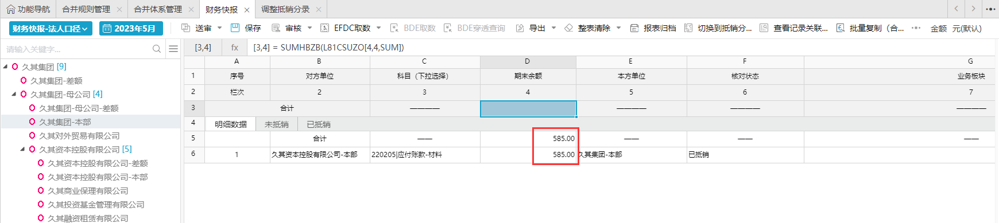 功能导航 合并规则管理 合并体系管理 财务快报 调整抵销分录
财务快报-法人口径 2023年5月 送审 保存 审核 EFDC取数 BDE取数 BDE穿透查询 导出 整表清除 报表归档 切换到抵销分... 查看记录关联... 批量复制（合... 金额 元(默认)
请输入关键字...
[3,4] fx [3,4] = SUMHBZB(L81CSUZO[4,4,SUM])
久其集团 [9]
久其集团-差额
久其集团-母公司 [4]
久其集团-母公司-差额
久其集团-本部
久其对外贸易有限公司
久其资本控股有限公司 [5]
久其资本控股有限公司-差额
久其资本控股有限公司-本部
久其商业保理有限公司
久其投资基金管理有限公司
久其融资租赁有限公司
A B C D E F G
1 序号 对方单位 科目（下拉选择） 期末余额 本方单位 核对状态 业务板块
2 栏次 2 3 4 5 6 7
3 合计 ———— ———— ———— ————
4 明细数据 未抵销 已抵销
5 合计 —— 585.00 —— —— ——
6 1 久其资本控股有限公司-本部 220205|应付账款-材料 585.00 久其集团-本部 已抵销